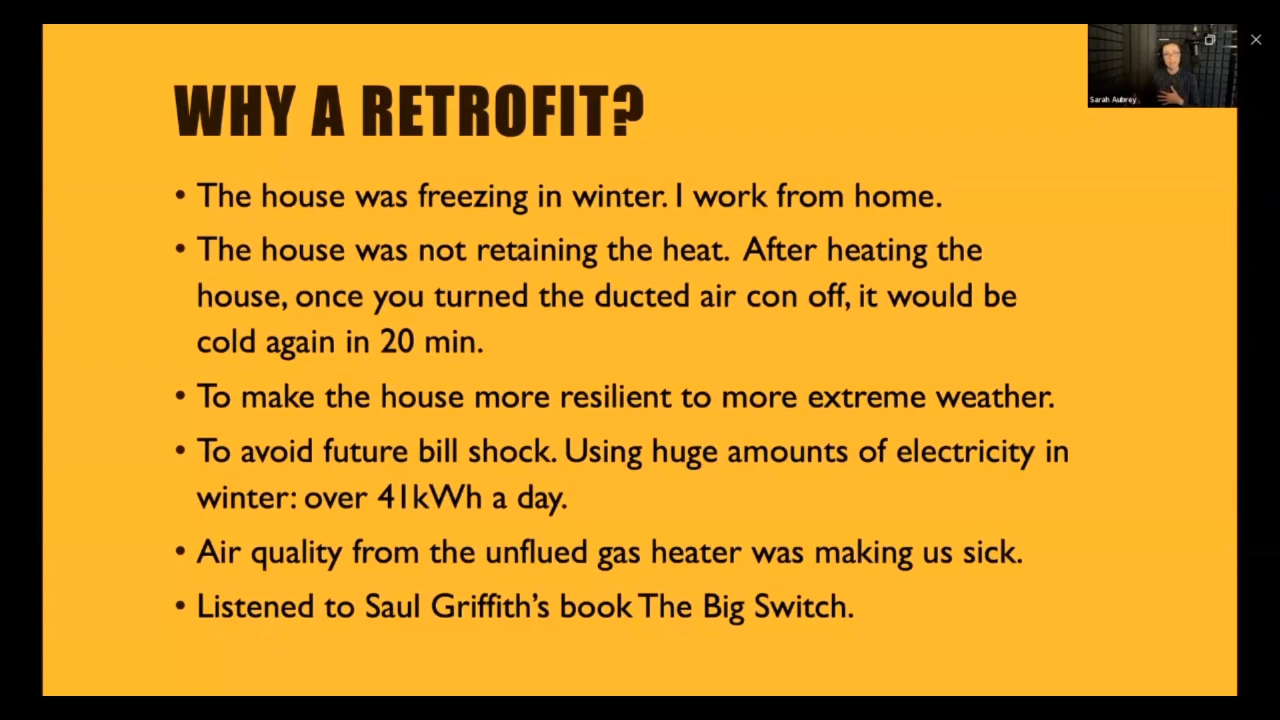 Sarah Aubrey
WHY A RETROFIT?
• The house was freezing in winter. I work from home.
• The house was not retaining the heat. After heating the
house, once you turned the ducted air con off, it would be
cold again in 20 min.
• To make the house more resilient to more extreme weather.
• To avoid future bill shock. Using huge amounts of electricity in
winter: over 41kWh a day.
• Air quality from the unflued gas heater was making us sick.
• Listened to Saul Griffith's book The Big Switch.